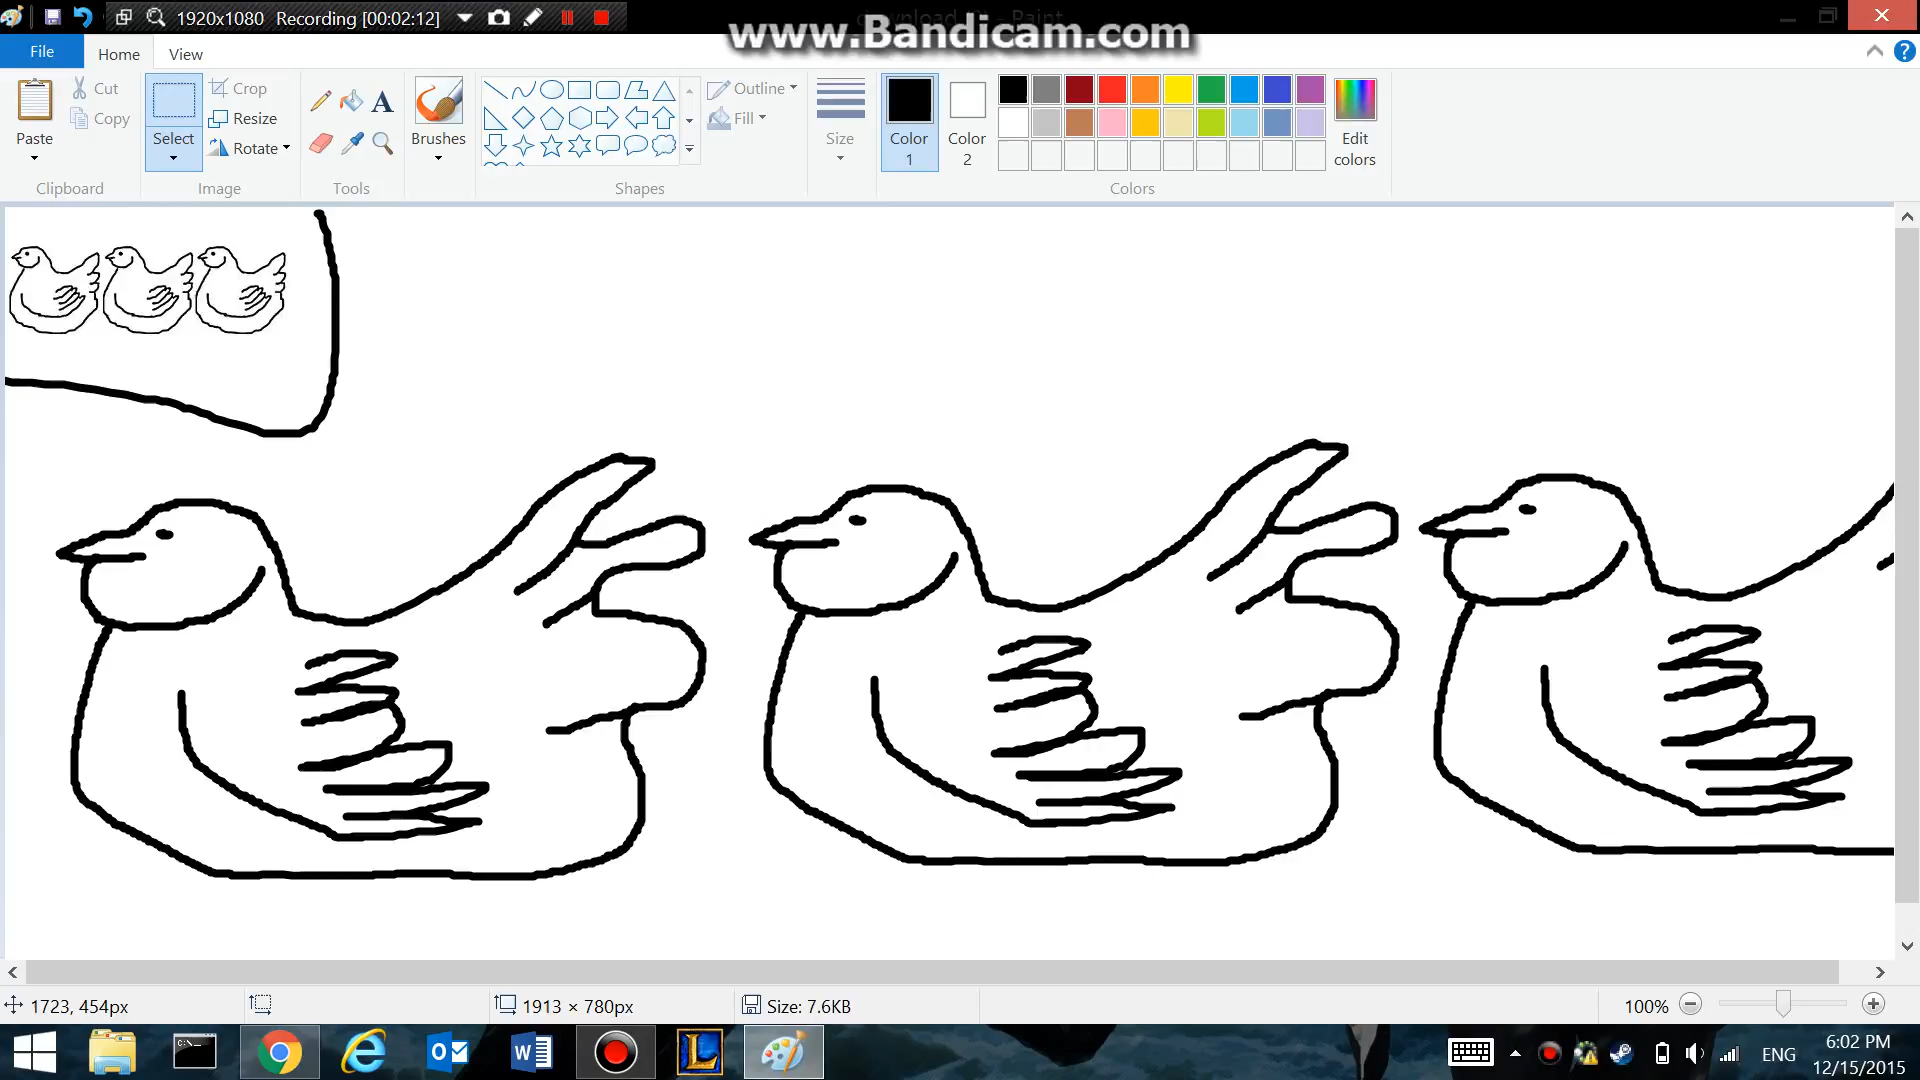 1920x1080 Recording [00:02:12]
www.Bandicam.com
File Home View
Cut
Copy
Paste
Clipboard
Select
Crop
Resize
Rotate
Image
A
Tools
Brushes
Shapes
Outline
Fill
Size
Color 1
Color 2
Edit colors
Colors
1723, 454px
1913 × 780px
Size: 7.6KB
100%
ENG
6:02 PM
12/15/2015